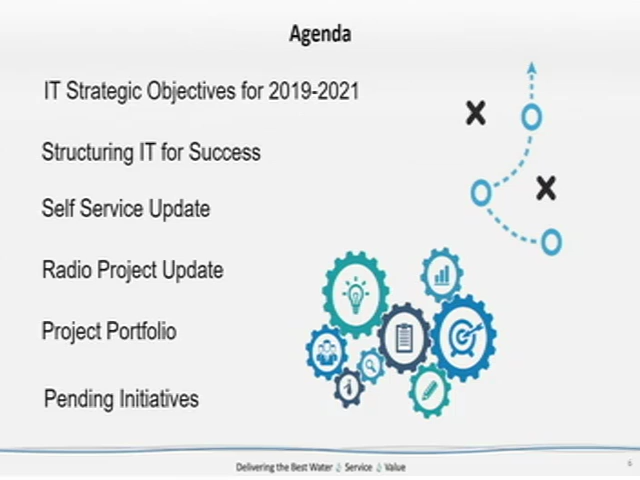 Agenda
IT Strategic Objectives for 2019-2021
Structuring IT for Success
Self Service Update
Radio Project Update
Project Portfolio
Pending Initiatives
Delivering the Best Water Service Value
6